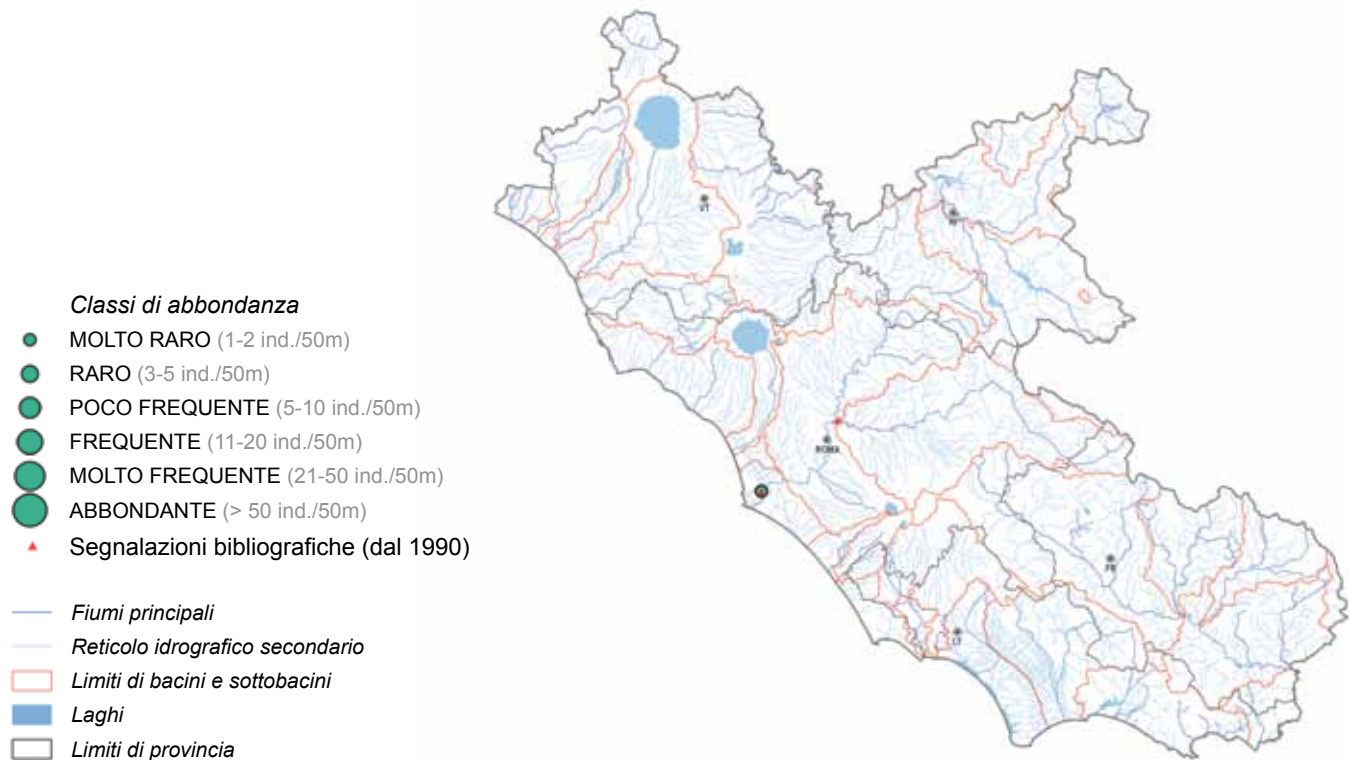 Classi di abbondanza
MOLTO RARO (1-2 ind./50m)
RARO (3-5 ind./50m)
POCO FREQUENTE (5-10 ind./50m)
FREQUENTE (11-20 ind./50m)
MOLTO FREQUENTE (21-50 ind./50m)
ABBONDANTE (> 50 ind./50m)
Segnalazioni bibliografiche (dal 1990)
Fiumi principali
Reticolo idrografico secondario
Limiti di bacini e sottobacini
Laghi
Limiti di provincia
VT
RI
ROMA
FR
LT